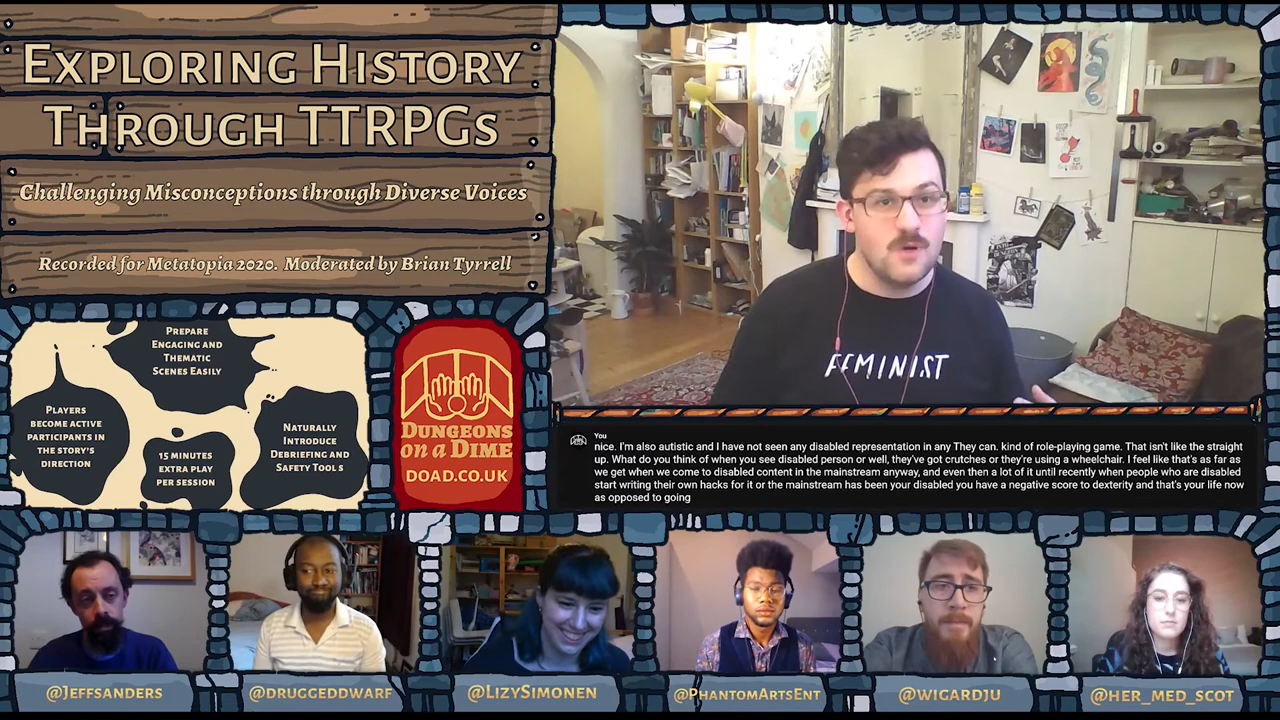 Exploring History
Through TTRPGs
Challenging Misconceptions through Diverse Voices
Recorded for Metatopia 2020. Moderated by Brian Tyrrell
Prepare
Engaging and
Thematic
Scenes Easily
Players
become active
participants in
the story's
direction
15 minutes
extra play
per session
Naturally
Introduce
Debriefing and
Safety Tools
Dungeons
on a Dime
DOAD.CO.UK
FEMINIST
You
nice. I'm also autistic and I have not seen any disabled representation in any They can. kind of role-playing game. That isn't like the straight
up. What do you think of when you see disabled person or well, they've got crutches or they're using a wheelchair. I feel like that's as far as
we get when we come to disabled content in the mainstream anyway, and even then a lot of it until recently when people who are disabled
start writing their own hacks for it or the mainstream has been your disabled you have a negative score to dexterity and that's your life now
as opposed to going
@Jeffsanders
@druggeddwarf
@LizySimonen
@PhantomArtsEnt
@wigardju
@her_med_scot